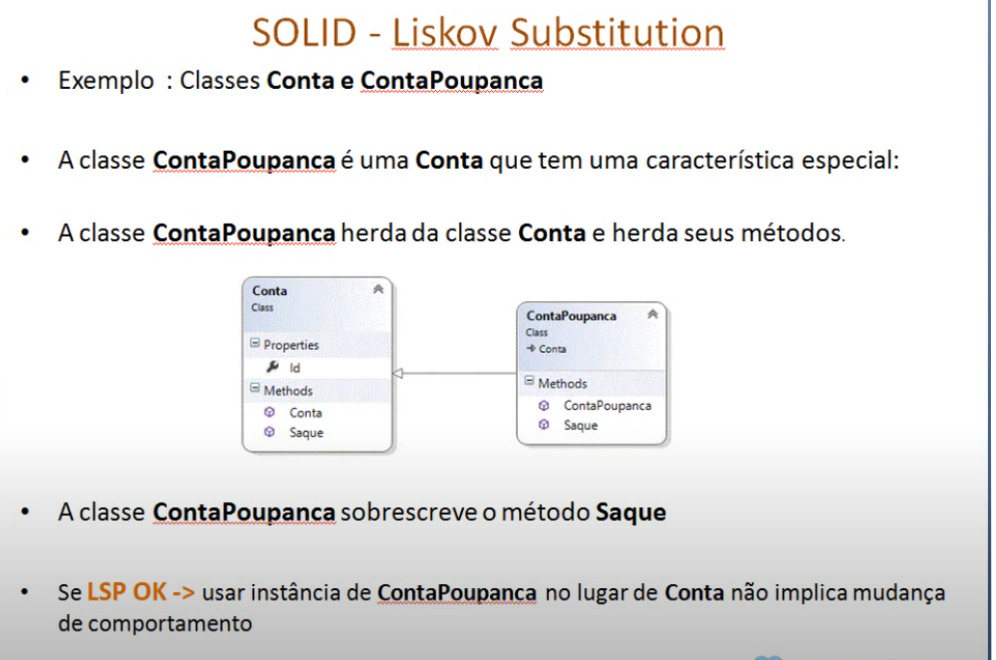 SOLID - Liskov Substitution
• Exemplo : Classes Conta e ContaPoupanca
• A classe ContaPoupanca é uma Conta que tem uma característica especial:
• A classe ContaPoupanca herda da classe Conta e herda seus métodos.
Conta
Class
Properties
Id
Methods
Conta
Saque
ContaPoupanca
Class
Conta
Methods
ContaPoupanca
Saque
• A classe ContaPoupanca sobrescreve o método Saque
• Se LSP OK -> usar instância de ContaPoupanca no lugar de Conta não implica mudança
de comportamento